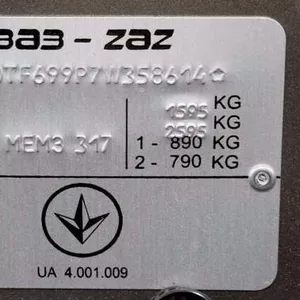 ЗАЗ - ZAZ
TF699P7W358614
1595 KG
2595 KG
МЕМЗ 317
1 - 890 KG
2 - 790 KG
UA 4.001.009